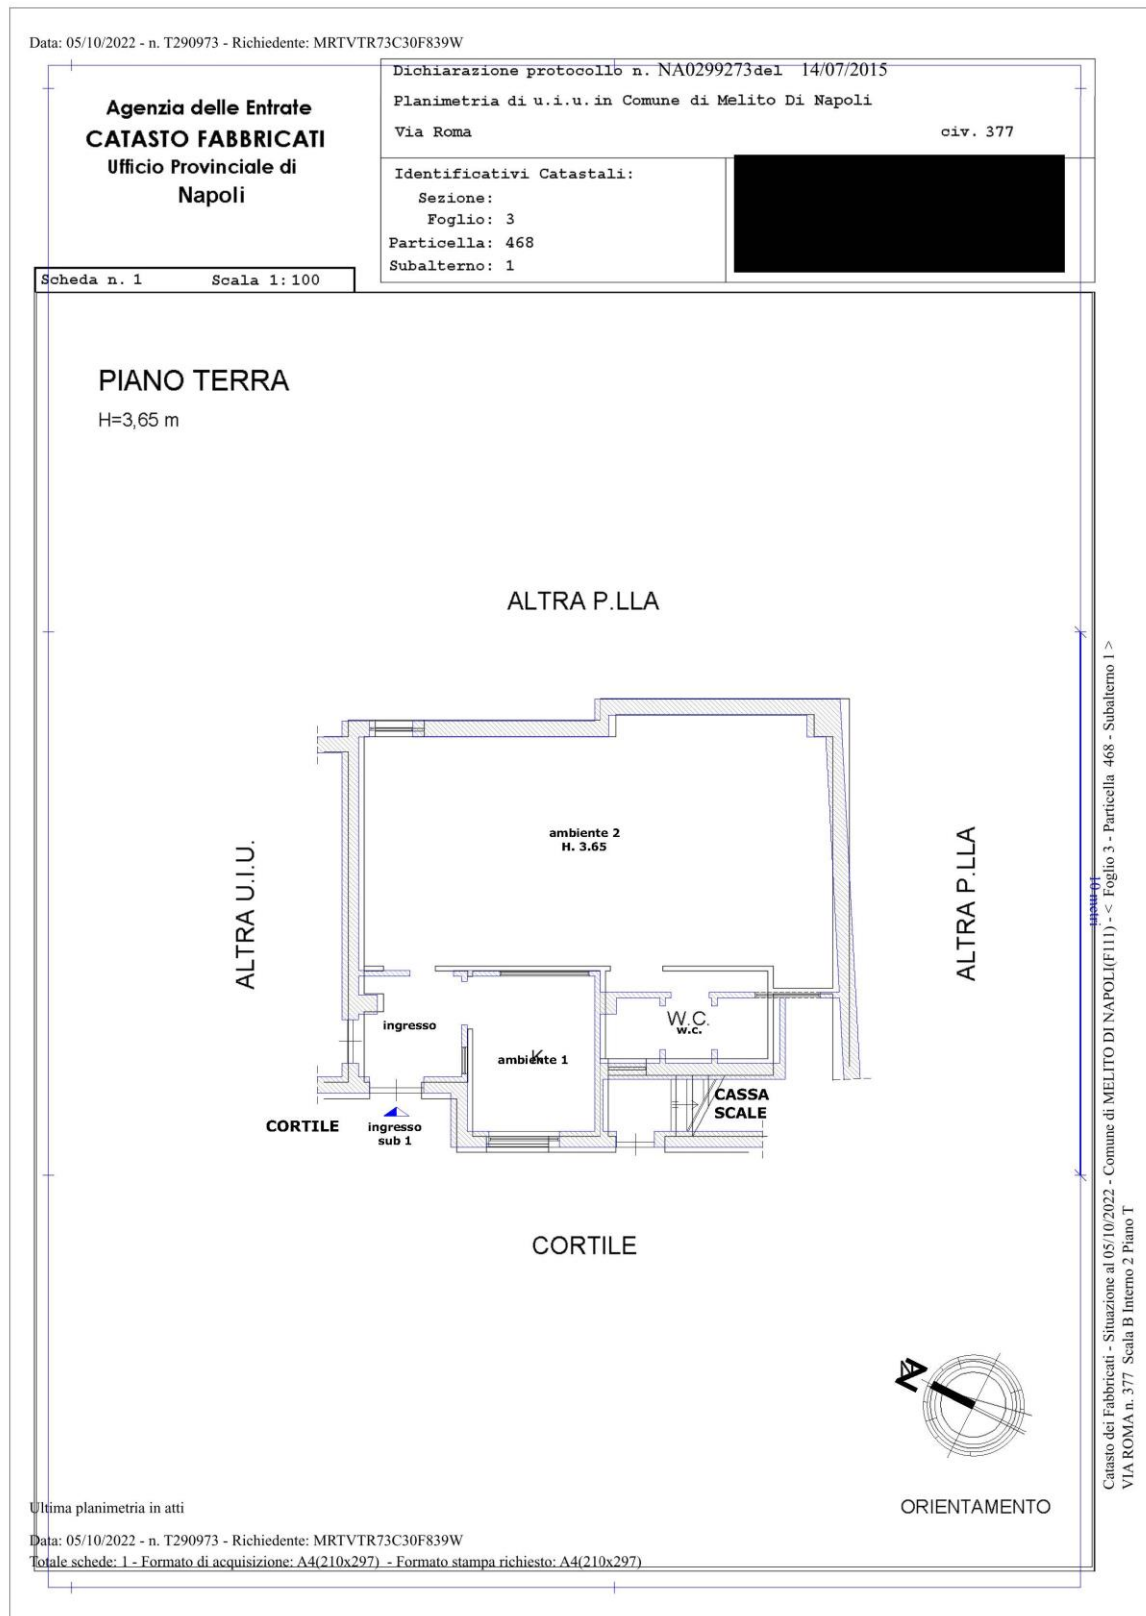 Data: 05/10/2022 - n. T290973 - Richiedente: MRTVTR73C30F839W
Agenzia delle Entrate
CATASTO FABBRICATI
Ufficio Provinciale di
Napoli
Dichiarazione protocollo n. NA0299273del 14/07/2015
Planimetria di u.i.u.in Comune di Melito Di Napoli
Via Roma civ. 377
Identificativi Catastali:
Sezione:
Foglio: 3
Particella: 468
Subalterno: 1
Scheda n. 1 Scala 1:100
PIANO TERRA
H=3,65 m
ALTRA P.LLA
ALTRA U.I.U.
ambiente 2
H. 3.65
ALTRA P.LLA
ingresso
ambiente 1
K
W.C.
w.c.
CASSA
SCALE
CORTILE
ingresso
sub 1
CORTILE
10 metri
N
ORIENTAMENTO
Catasto dei Fabbricati - Situazione al 05/10/2022 - Comune di MELITO DI NAPOLI(F111) - < Foglio 3 - Particella 468 - Subalterno 1 >
VIA ROMA n. 377 Scala B Interno 2 Piano T
Ultima planimetria in atti
Data: 05/10/2022 - n. T290973 - Richiedente: MRTVTR73C30F839W
Totale schede: 1 - Formato di acquisizione: A4(210x297) - Formato stampa richiesto: A4(210x297)